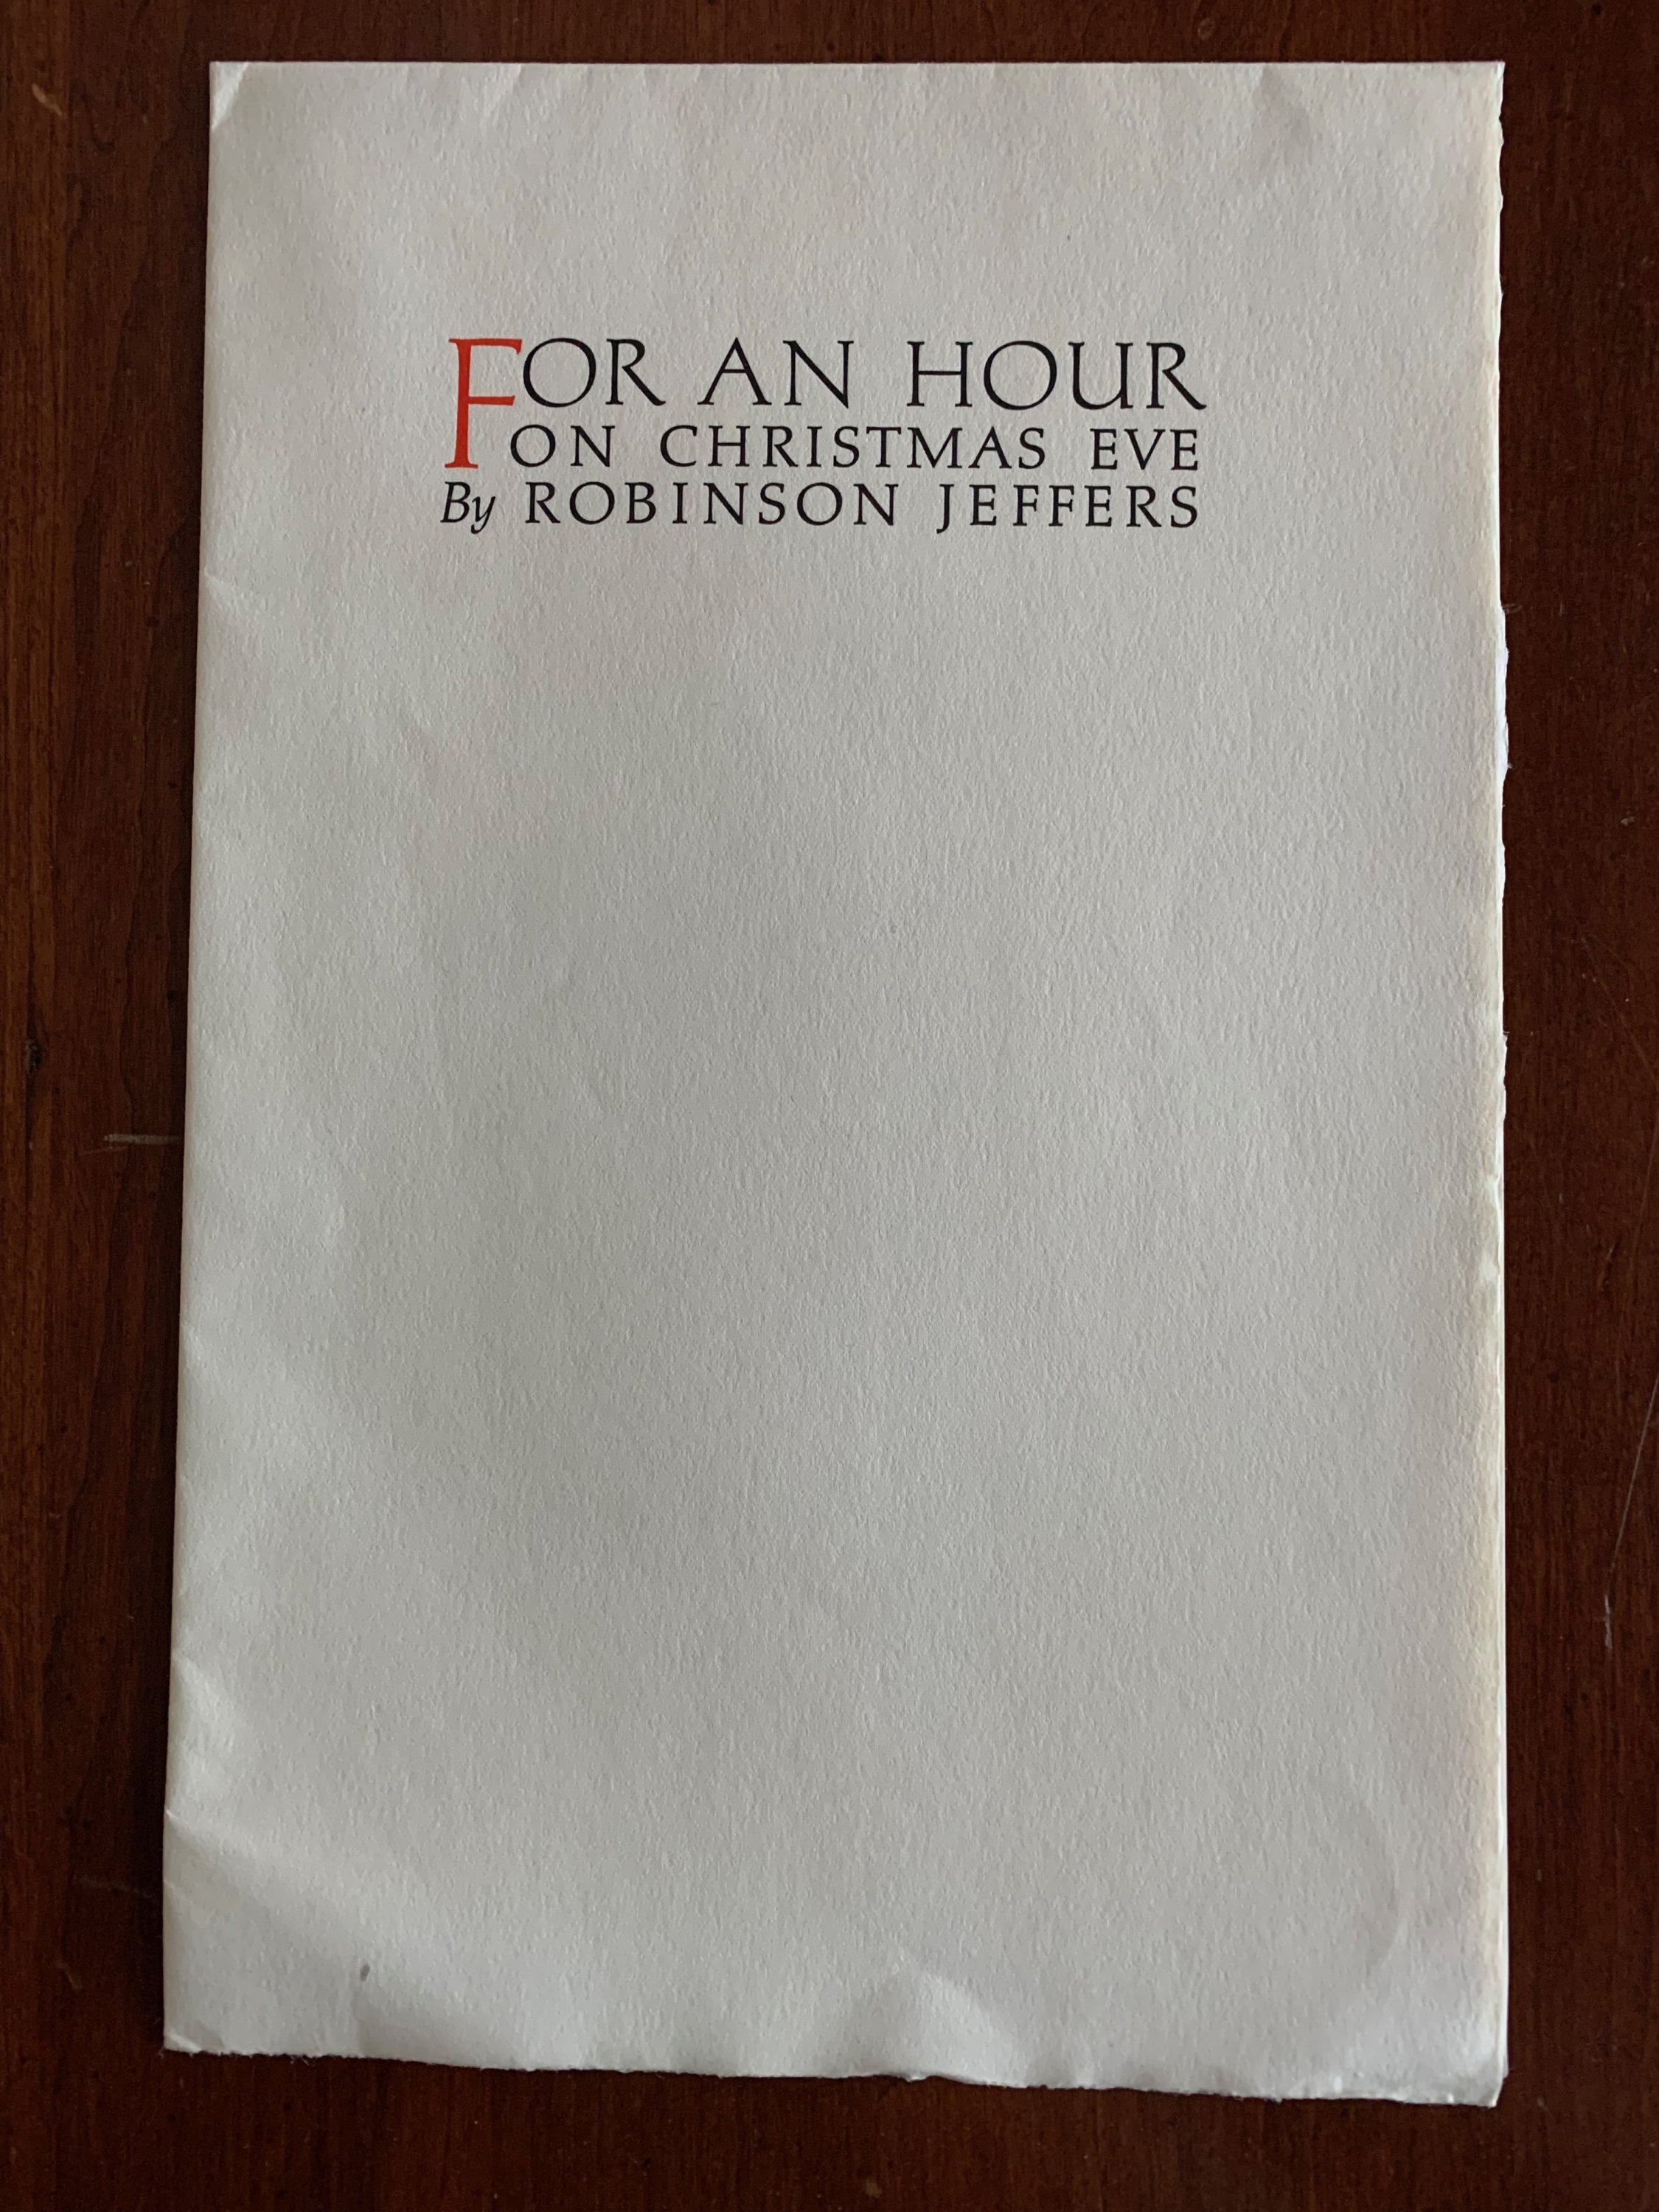 FOR AN HOUR
ON CHRISTMAS EVE
By ROBINSON JEFFERS